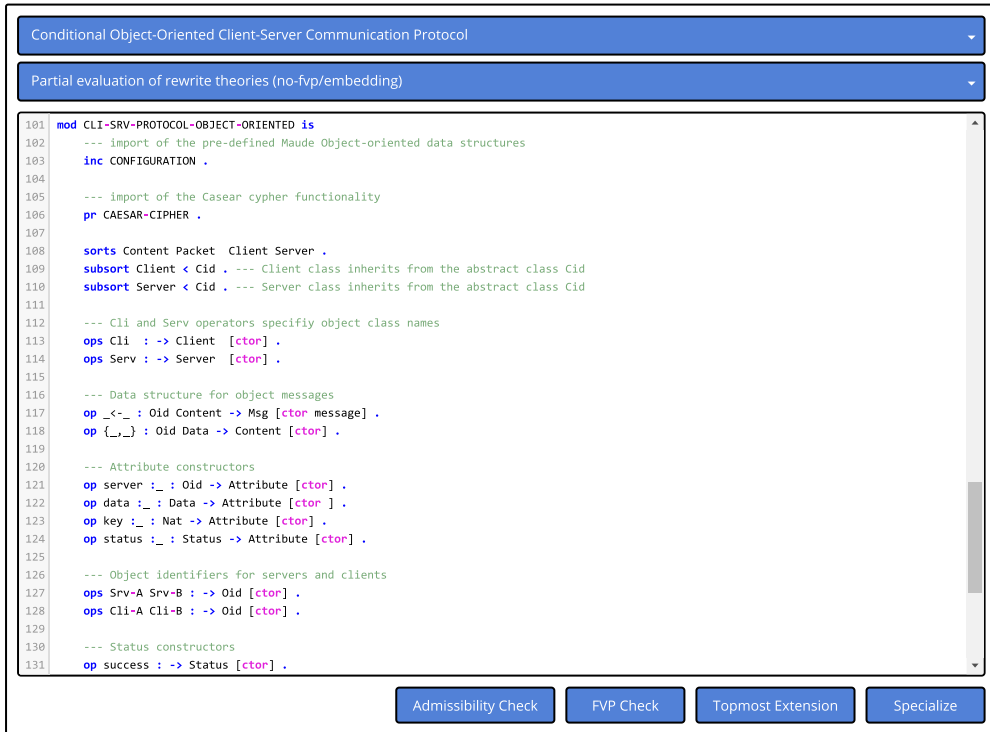 Conditional Object-Oriented Client-Server Communication Protocol
Partial evaluation of rewrite theories (no-fvp/embedding)
101 mod CLI-SRV-PROTOCOL-OBJECT-ORIENTED is
102     --- import of the pre-defined Maude Object-oriented data structures
103     inc CONFIGURATION .
104
105     --- import of the Casear cypher functionality
106     pr CAESAR-CIPHER .
107
108     sorts Content Packet  Client Server .
109     subsort Client < Cid . --- Client class inherits from the abstract class Cid
110     subsort Server < Cid . --- Server class inherits from the abstract class Cid
111
112     --- Cli and Serv operators specifiy object class names
113     ops Cli  : -> Client  [ctor] .
114     ops Serv : -> Server  [ctor] .
115
116     --- Data structure for object messages
117     op _<-_ : Oid Content -> Msg [ctor message] .
118     op {_,_} : Oid Data -> Content [ctor] .
119
120     --- Attribute constructors
121     op server :_ : Oid -> Attribute [ctor] .
122     op data :_ : Data -> Attribute [ctor ] .
123     op key :_ : Nat -> Attribute [ctor] .
124     op status :_ : Status -> Attribute [ctor] .
125
126     --- Object identifiers for servers and clients
127     ops Srv-A Srv-B : -> Oid [ctor] .
128     ops Cli-A Cli-B : -> Oid [ctor] .
129
130     --- Status constructors
131     op success : -> Status [ctor] .
Admissibility Check FVP Check Topmost Extension Specialize